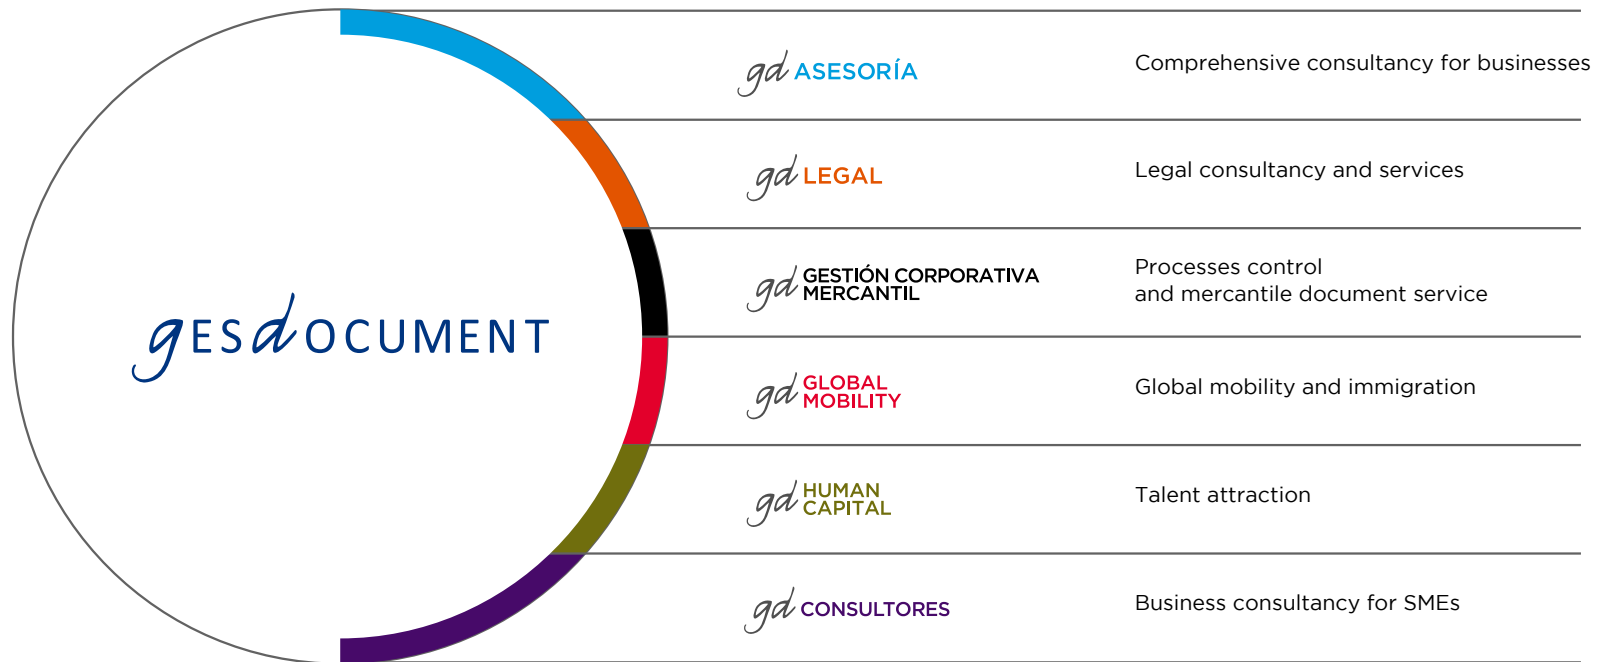 gESdOCUMENT
gd ASESORÍA
Comprehensive consultancy for businesses
gd LEGAL
Legal consultancy and services
gd GESTIÓN CORPORATIVA
MERCANTIL
Processes control
and mercantile document service
gd GLOBAL
MOBILITY
Global mobility and immigration
gd HUMAN
CAPITAL
Talent attraction
gd CONSULTORES
Business consultancy for SMEs